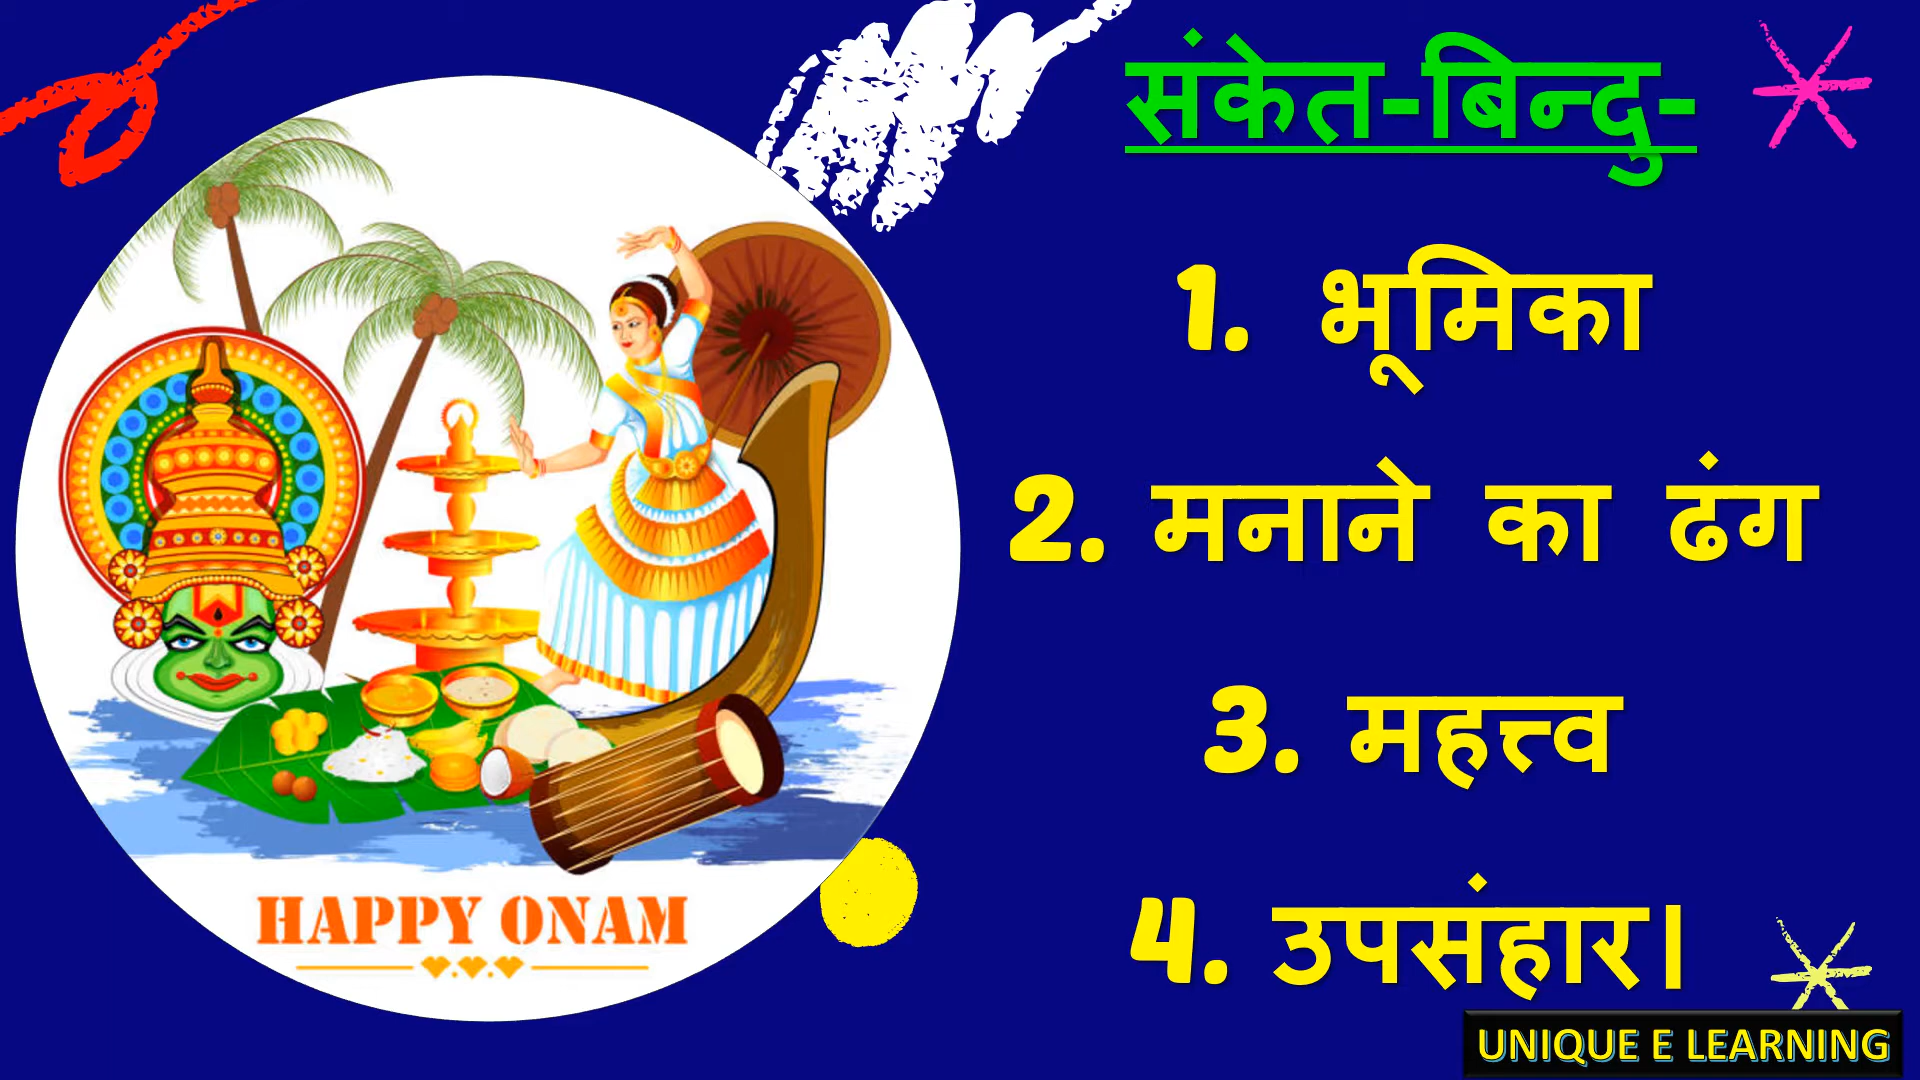 संकेत-बिन्दु-
1. भूमिका
2. मनाने का ढंग
3. महत्त्व
4. उपसंहार।
HAPPY ONAM
UNIQUE E LEARNING